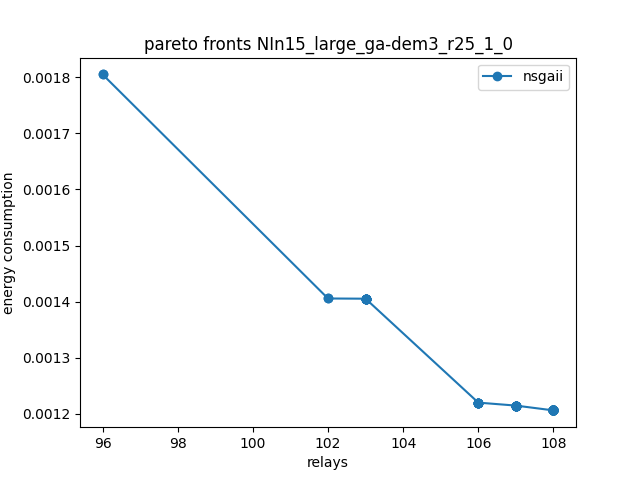 pareto fronts NIn15_large_ga-dem3_r25_1_0
nsgaii
energy consumption
0.0018
0.0017
0.0016
0.0015
0.0014
0.0013
0.0012
96 98 100 102 104 106 108
relays